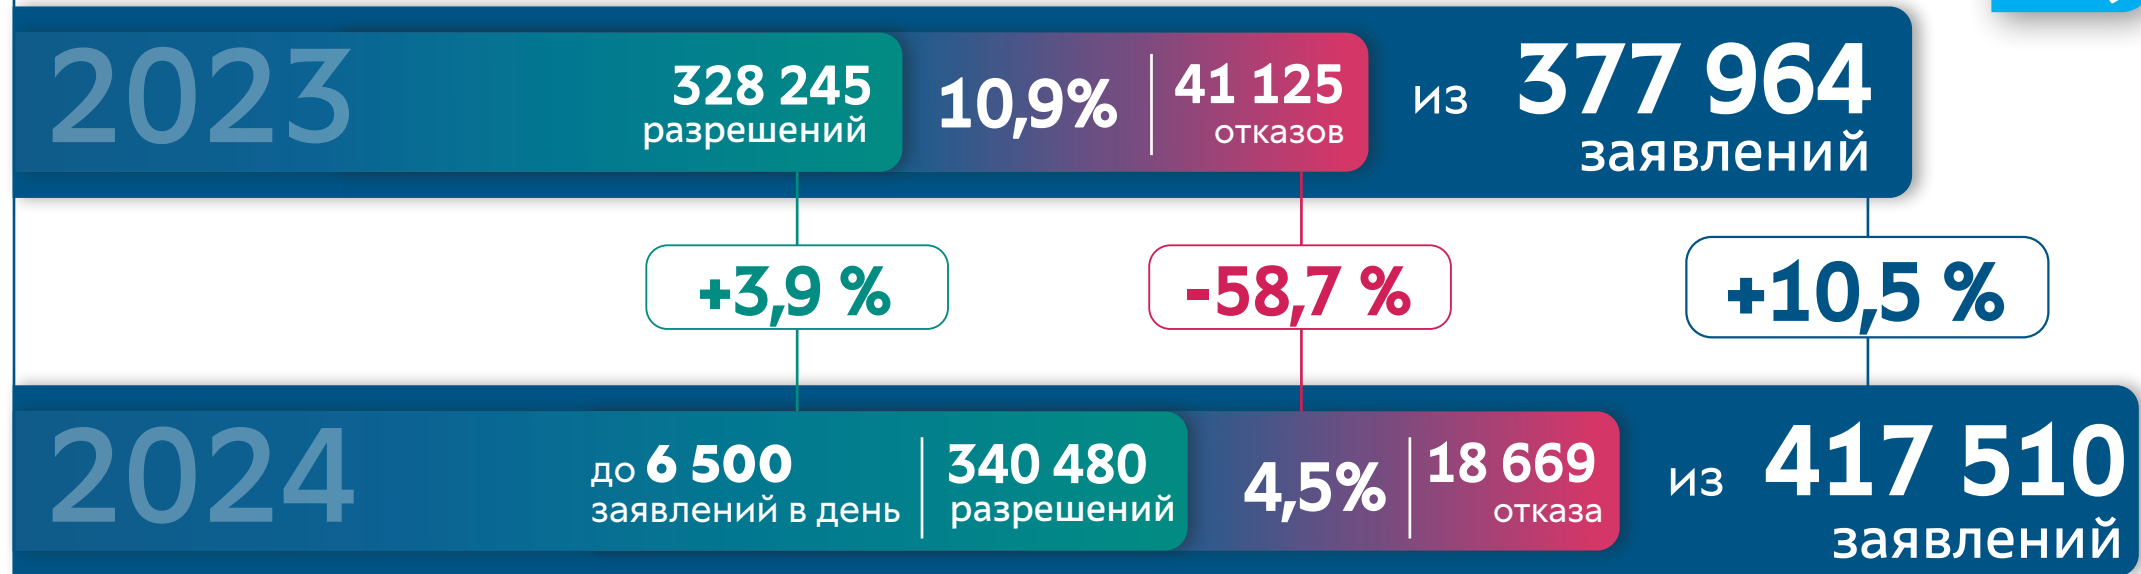 2023
328 245
разрешений
10,9%
41 125
отказов
из
377 964
заявлений
+3,9 %
-58,7 %
+10,5 %
2024
до 6 500
заявлений в день
340 480
разрешений
4,5%
18 669
отказа
из
417 510
заявлений